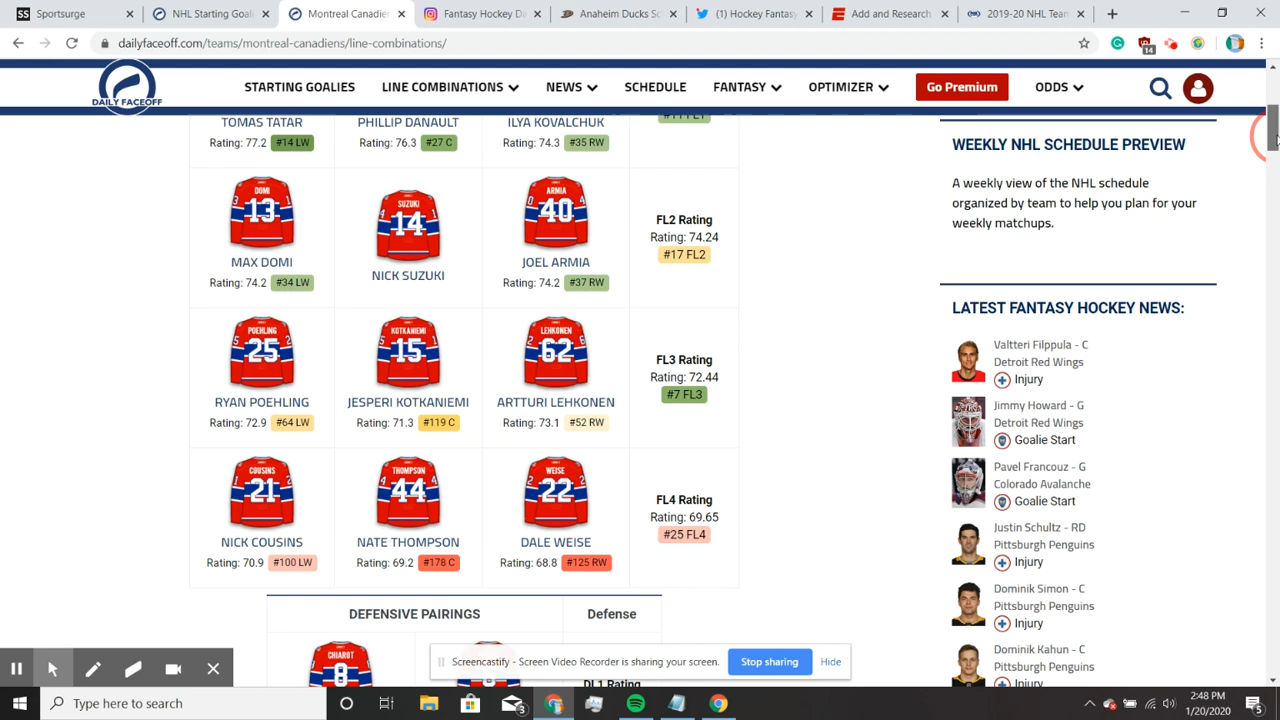 Sportsurge
NHL Starting Goali
Montreal Canadien
Fantasy Hockey Da
Anaheim Ducks Sc
(1) Hockey Fantasy
Add and Research
2019-20 NHL Team
dailyfaceoff.com/teams/montreal-canadiens/line-combinations/
14
DAILY FACEOFF
STARTING GOALIES
LINE COMBINATIONS
NEWS
SCHEDULE
FANTASY
OPTIMIZER
Go Premium
ODDS
TOMAS TATAR
PHILLIP DANAULT
ILYA KOVALCHUK
Rating: 77.2 #14 LW
Rating: 76.3 #27 C
Rating: 74.3 #35 RW
DOMI
13
SUZUKI
14
ARMIA
40
MAX DOMI
NICK SUZUKI
JOEL ARMIA
Rating: 74.2 #34 LW
Rating: 74.2 #37 RW
FL2 Rating
Rating: 74.24
#17 FL2
POEHLING
25
KOTKANIEMI
15
LEHKONEN
62
RYAN POEHLING
JESPERI KOTKANIEMI
ARTTURI LEHKONEN
Rating: 72.9 #64 LW
Rating: 71.3 #119 C
Rating: 73.1 #52 RW
FL3 Rating
Rating: 72.44
#7 FL3
COUSINS
21
THOMPSON
44
WEISE
22
NICK COUSINS
NATE THOMPSON
DALE WEISE
Rating: 70.9 #100 LW
Rating: 69.2 #178 C
Rating: 68.8 #125 RW
FL4 Rating
Rating: 69.65
#25 FL4
DEFENSIVE PAIRINGS
Defense
CHIAROT
8
DL1 Rating
WEEKLY NHL SCHEDULE PREVIEW
A weekly view of the NHL schedule
organized by team to help you plan for your
weekly matchups.
LATEST FANTASY HOCKEY NEWS:
Valtteri Filppula - C
Detroit Red Wings
Injury
Jimmy Howard - G
Detroit Red Wings
Goalie Start
Pavel Francouz - G
Colorado Avalanche
Goalie Start
Justin Schultz - RD
Pittsburgh Penguins
Injury
Dominik Simon - C
Pittsburgh Penguins
Injury
Dominik Kahun - LW
Pittsburgh Penguins
Injury
Screencastify - Screen Video Recorder is sharing your screen.
Stop sharing
Hide
Type here to search
3
2:48 PM
1/20/2020
5